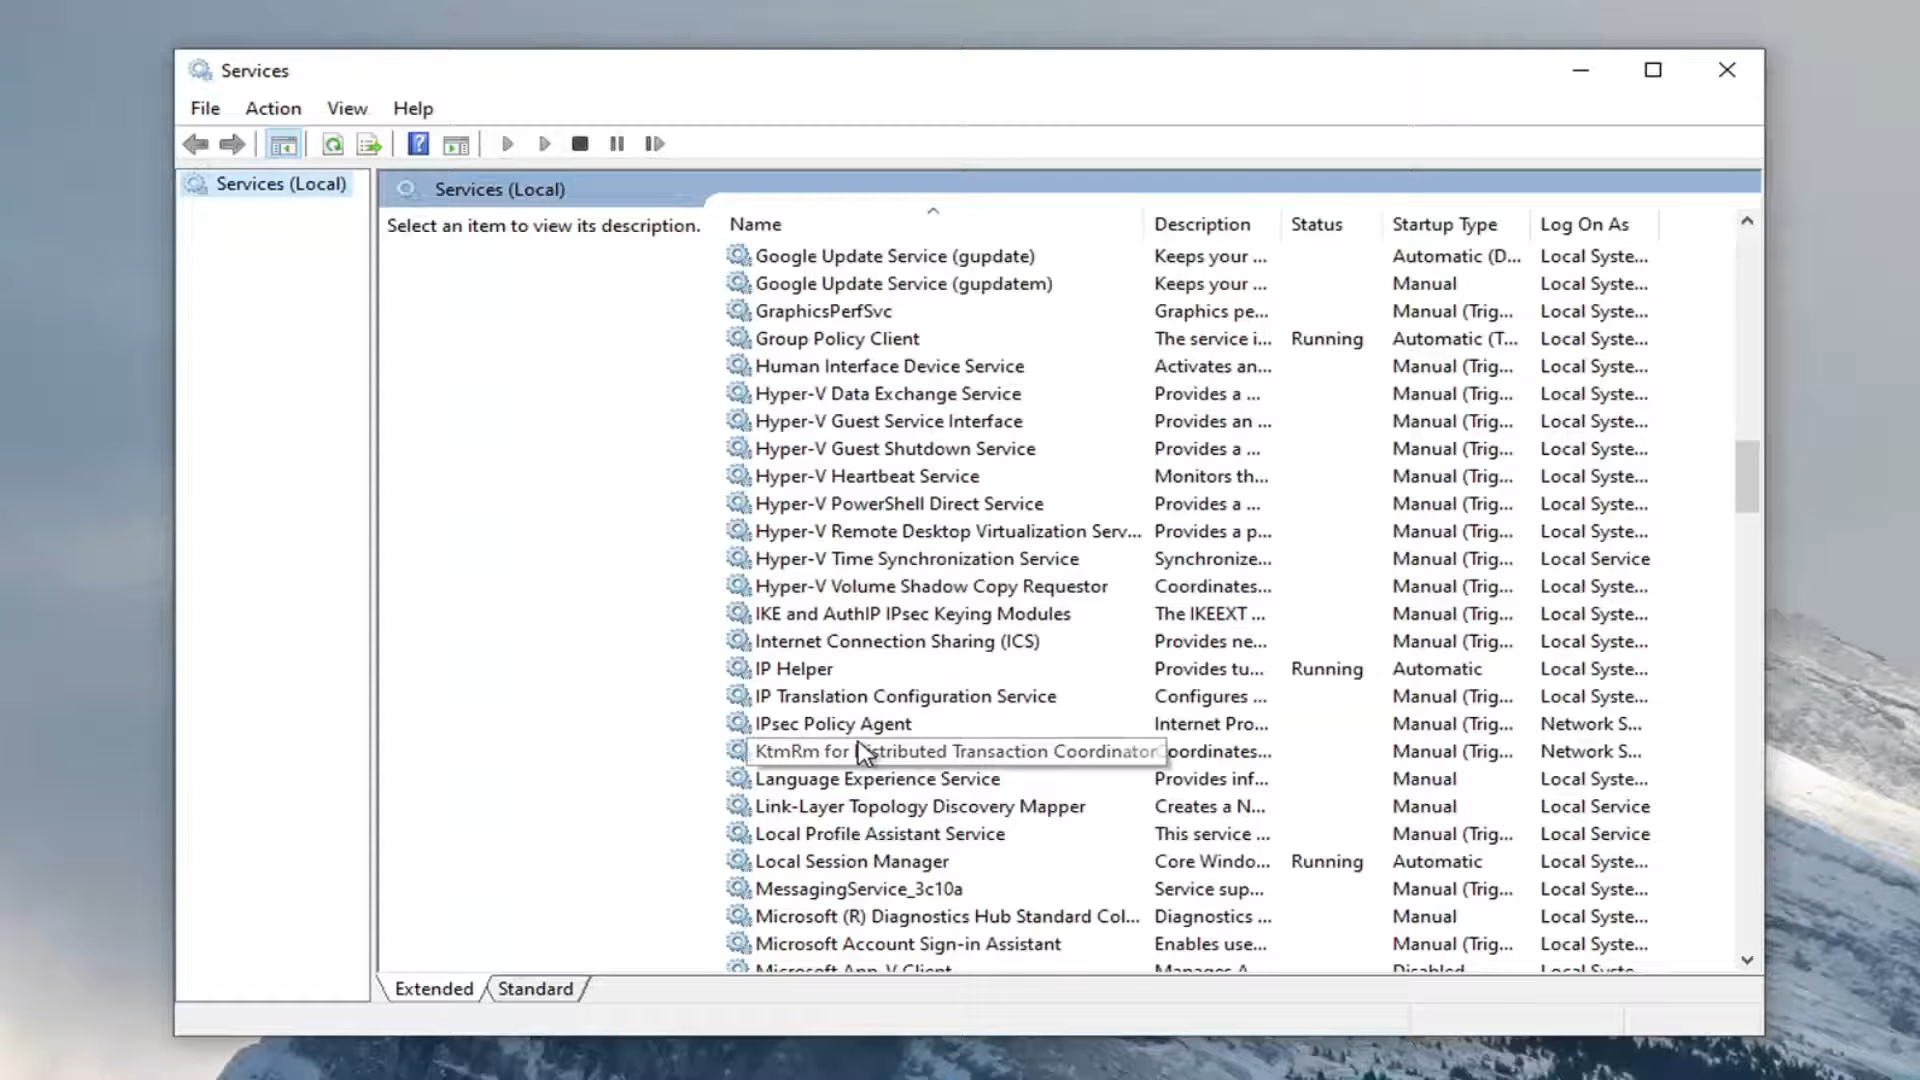 Services
File Action View Help
Services (Local)
Services (Local)
Select an item to view its description.
Name Description Status Startup Type Log On As
Google Update Service (gupdate) Keeps your ... Automatic (D... Local Syste...
Google Update Service (gupdatem) Keeps your ... Manual Local Syste...
GraphicsPerfSvc Graphics pe... Manual (Trig... Local Syste...
Group Policy Client The service i... Running Automatic (T... Local Syste...
Human Interface Device Service Activates an... Manual (Trig... Local Syste...
Hyper-V Data Exchange Service Provides a ... Manual (Trig... Local Syste...
Hyper-V Guest Service Interface Provides an ... Manual (Trig... Local Syste...
Hyper-V Guest Shutdown Service Provides a ... Manual (Trig... Local Syste...
Hyper-V Heartbeat Service Monitors th... Manual (Trig... Local Syste...
Hyper-V PowerShell Direct Service Provides a ... Manual (Trig... Local Syste...
Hyper-V Remote Desktop Virtualization Serv... Provides a p... Manual (Trig... Local Syste...
Hyper-V Time Synchronization Service Synchronize... Manual (Trig... Local Service
Hyper-V Volume Shadow Copy Requestor Coordinates... Manual (Trig... Local Syste...
IKE and AuthIP IPsec Keying Modules The IKEEXT ... Manual (Trig... Local Syste...
Internet Connection Sharing (ICS) Provides ne... Manual (Trig... Local Syste...
IP Helper Provides tu... Running Automatic Local Syste...
IP Translation Configuration Service Configures ... Manual (Trig... Local Syste...
IPsec Policy Agent Internet Pro... Manual (Trig... Network S...
KtmRm for Distributed Transaction Coordinator oordinates... Manual (Trig... Network S...
Language Experience Service Provides inf... Manual Local Syste...
Link-Layer Topology Discovery Mapper Creates a N... Manual Local Service
Local Profile Assistant Service This service ... Manual (Trig... Local Service
Local Session Manager Core Windo... Running Automatic Local Syste...
MessagingService_3c10a Service sup... Manual (Trig... Local Syste...
Microsoft (R) Diagnostics Hub Standard Col... Diagnostics ... Manual Local Syste...
Microsoft Account Sign-in Assistant Enables use... Manual (Trig... Local Syste...
Microsoft App-V Client Manages A... Disabled Local Syste...
Extended Standard